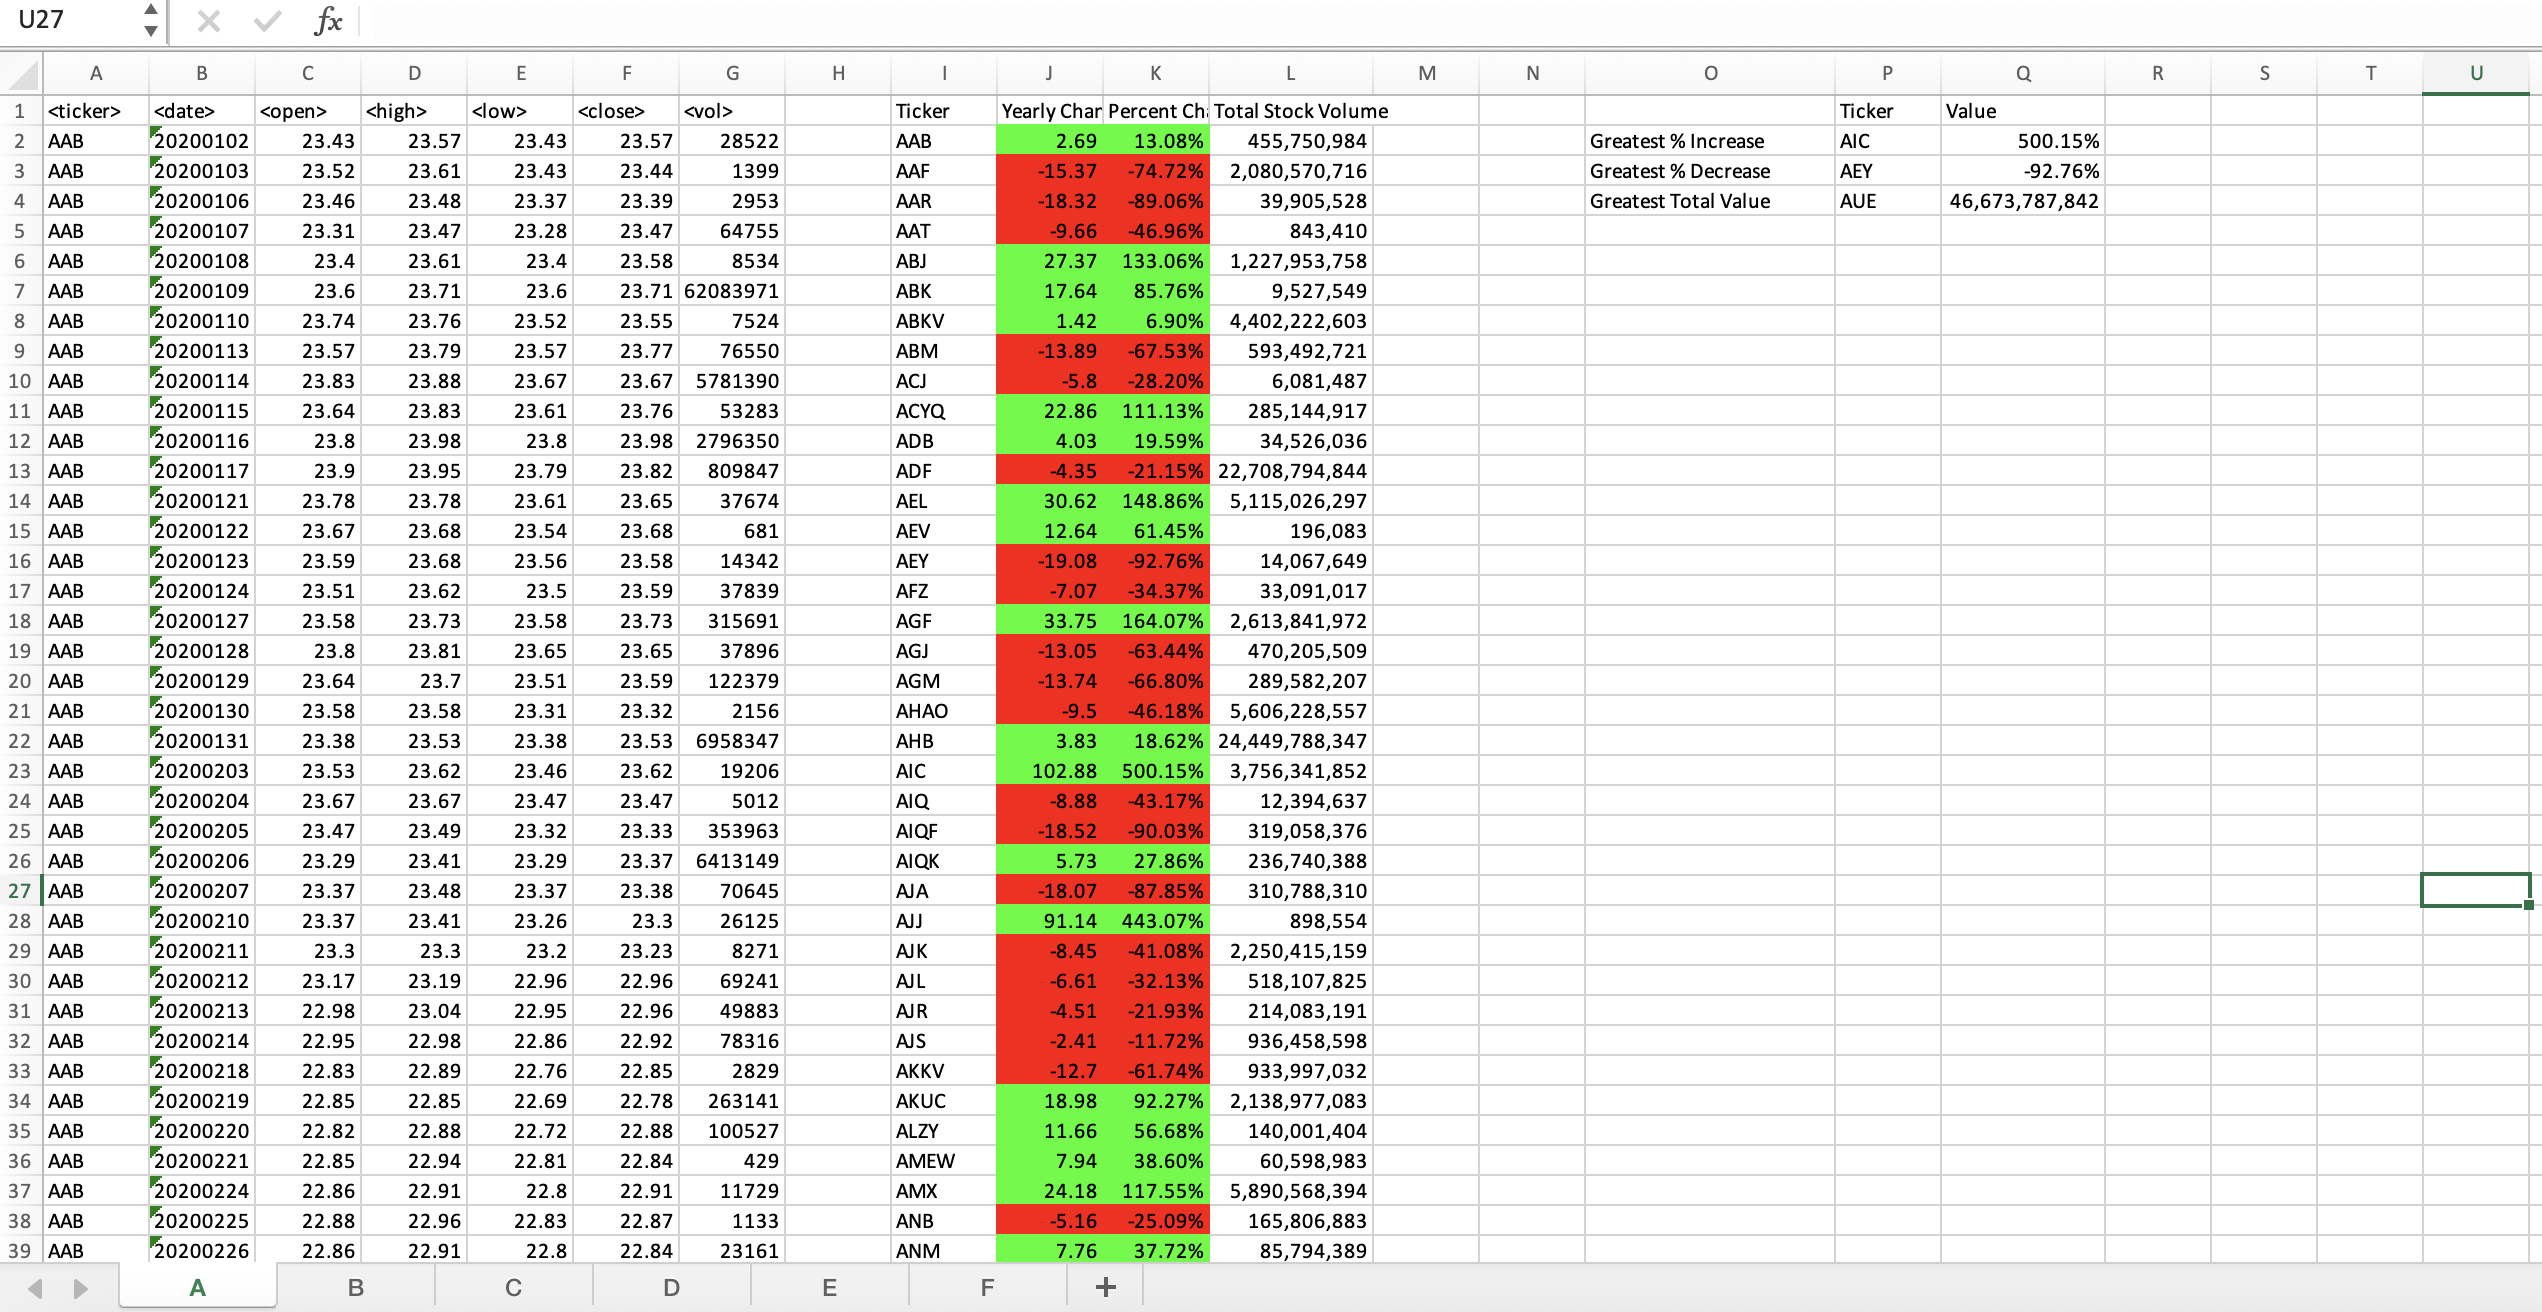 U27 fx
A B C D E F G H I J K L M N O P Q R S T U
1 <ticker> <date> <open> <high> <low> <close> <vol> Ticker Yearly Char Percent Ch Total Stock Volume Ticker Value
2 AAB 20200102 23.43 23.57 23.43 23.57 28522 AAB 2.69 13.08% 455,750,984 Greatest % Increase AIC 500.15%
3 AAB 20200103 23.52 23.61 23.43 23.44 1399 AAF -15.37 -74.72% 2,080,570,716 Greatest % Decrease AEY -92.76%
4 AAB 20200106 23.46 23.48 23.37 23.39 2953 AAR -18.32 -89.06% 39,905,528 Greatest Total Value AUE 46,673,787,842
5 AAB 20200107 23.31 23.47 23.28 23.47 64755 AAT -9.66 -46.96% 843,410
6 AAB 20200108 23.4 23.61 23.4 23.58 8534 ABJ 27.37 133.06% 1,227,953,758
7 AAB 20200109 23.6 23.71 23.6 23.71 62083971 ABK 17.64 85.76% 9,527,549
8 AAB 20200110 23.74 23.76 23.52 23.55 7524 ABKV 1.42 6.90% 4,402,222,603
9 AAB 20200113 23.57 23.79 23.57 23.77 76550 ABM -13.89 -67.53% 593,492,721
10 AAB 20200114 23.83 23.88 23.67 23.67 5781390 ACJ -5.8 -28.20% 6,081,487
11 AAB 20200115 23.64 23.83 23.61 23.76 53283 ACYQ 22.86 111.13% 285,144,917
12 AAB 20200116 23.8 23.98 23.8 23.98 2796350 ADB 4.03 19.59% 34,526,036
13 AAB 20200117 23.9 23.95 23.79 23.82 809847 ADF -4.35 -21.15% 22,708,794,844
14 AAB 20200121 23.78 23.78 23.61 23.65 37674 AEL 30.62 148.86% 5,115,026,297
15 AAB 20200122 23.67 23.68 23.54 23.68 681 AEV 12.64 61.45% 196,083
16 AAB 20200123 23.59 23.68 23.56 23.58 14342 AEY -19.08 -92.76% 14,067,649
17 AAB 20200124 23.51 23.62 23.5 23.59 37839 AFZ -7.07 -34.37% 33,091,017
18 AAB 20200127 23.58 23.73 23.58 23.73 315691 AGF 33.75 164.07% 2,613,841,972
19 AAB 20200128 23.8 23.81 23.65 23.65 37896 AGJ -13.05 -63.44% 470,205,509
20 AAB 20200129 23.64 23.7 23.51 23.59 122379 AGM -13.74 -66.80% 289,582,207
21 AAB 20200130 23.58 23.58 23.31 23.32 2156 AHAO -9.5 -46.18% 5,606,228,557
22 AAB 20200131 23.38 23.53 23.38 23.53 6958347 AHB 3.83 18.62% 24,449,788,347
23 AAB 20200203 23.53 23.62 23.46 23.62 19206 AIC 102.88 500.15% 3,756,341,852
24 AAB 20200204 23.67 23.67 23.47 23.47 5012 AIQ -8.88 -43.17% 12,394,637
25 AAB 20200205 23.47 23.49 23.32 23.33 353963 AIQF -18.52 -90.03% 319,058,376
26 AAB 20200206 23.29 23.41 23.29 23.37 6413149 AIQK 5.73 27.86% 236,740,388
27 AAB 20200207 23.37 23.48 23.37 23.38 70645 AJA -18.07 -87.85% 310,788,310
28 AAB 20200210 23.37 23.41 23.26 23.3 26125 AJJ 91.14 443.07% 898,554
29 AAB 20200211 23.3 23.3 23.2 23.23 8271 AJK -8.45 -41.08% 2,250,415,159
30 AAB 20200212 23.17 23.19 22.96 22.96 69241 AJL -6.61 -32.13% 518,107,825
31 AAB 20200213 22.98 23.04 22.95 22.96 49883 AJR -4.51 -21.93% 214,083,191
32 AAB 20200214 22.95 22.98 22.86 22.92 78316 AJS -2.41 -11.72% 936,458,598
33 AAB 20200218 22.83 22.89 22.76 22.85 2829 AKKV -12.7 -61.74% 933,997,032
34 AAB 20200219 22.85 22.85 22.69 22.78 263141 AKUC 18.98 92.27% 2,138,977,083
35 AAB 20200220 22.82 22.88 22.72 22.88 100527 ALZY 11.66 56.68% 140,001,404
36 AAB 20200221 22.85 22.94 22.81 22.84 429 AMEW 7.94 38.60% 60,598,983
37 AAB 20200224 22.86 22.91 22.8 22.91 11729 AMX 24.18 117.55% 5,890,568,394
38 AAB 20200225 22.88 22.96 22.83 22.87 1133 ANB -5.16 -25.09% 165,806,883
39 AAB 20200226 22.86 22.91 22.8 22.84 23161 ANM 7.76 37.72% 85,794,389
A B C D E F +